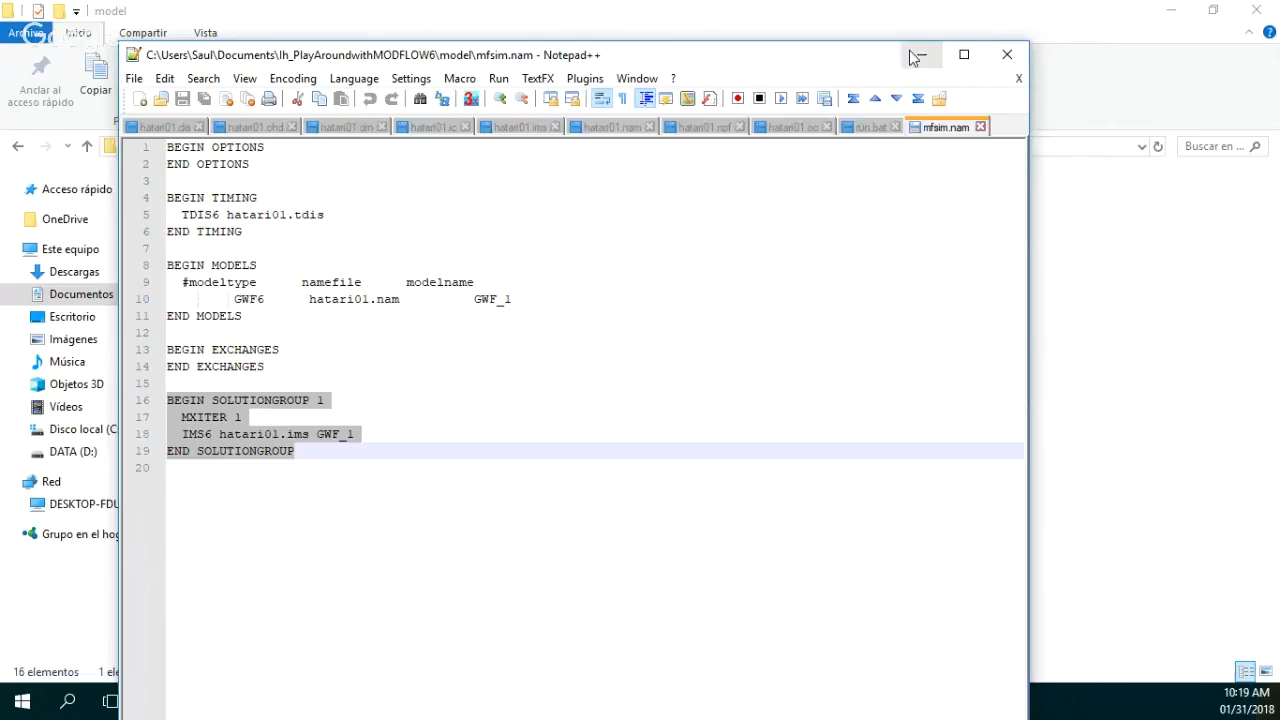 model
Archivo Inicio Compartir Vista
C:\Users\Saul\Documents\Ih_PlayAroundwithMODFLOW6\model\mfsim.nam - Notepad++
File Edit Search View Encoding Language Settings Macro Run TextFX Plugins Window ? X
Anclar al
acceso rápido
Copiar
hatari01.dis hatari01.chd hatari01.ic hatari01.ims hatari01.nam hatari01.npf hatari01.oc run.bat mfsim.nam
Buscar en ...
1 BEGIN OPTIONS
2 END OPTIONS
3
4 BEGIN TIMING
5 TDIS6 hatari01.tdis
6 END TIMING
7
8 BEGIN MODELS
9 #modeltype namefile modelname
10 GWF6 hatari01.nam GWF_1
11 END MODELS
12
13 BEGIN EXCHANGES
14 END EXCHANGES
15
16 BEGIN SOLUTIONGROUP 1
17 MXITER 1
18 IMS6 hatari01.ims GWF_1
19 END SOLUTIONGROUP
20
Acceso rápido
OneDrive
Este equipo
Descargas
Documentos
Escritorio
Imágenes
Música
Objetos 3D
Vídeos
Disco local (C
DATA (D:)
Red
DESKTOP-FDU
Grupo en el hog
16 elementos 1 ele
10:19 AM
01/31/2018